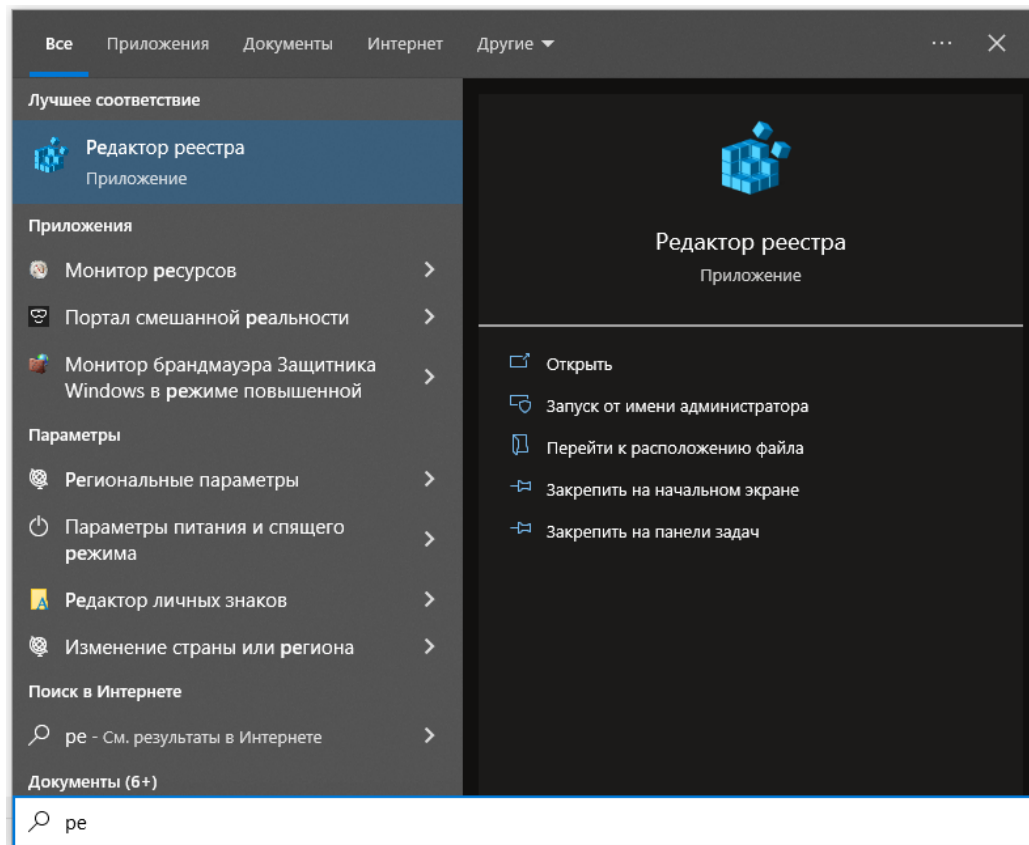 Все Приложения Документы Интернет Другие
Лучшее соответствие
Редактор реестра
Приложение
Приложения
Монитор ресурсов
Портал смешанной реальности
Монитор брандмауэра Защитника
Windows в режиме повышенной
Параметры
Региональные параметры
Параметры питания и спящего
режима
Редактор личных знаков
Изменение страны или региона
Поиск в Интернете
ре - См. результаты в Интернете
Документы (6+)
ре
Редактор реестра
Приложение
Открыть
Запуск от имени администратора
Перейти к расположению файла
Закрепить на начальном экране
Закрепить на панели задач